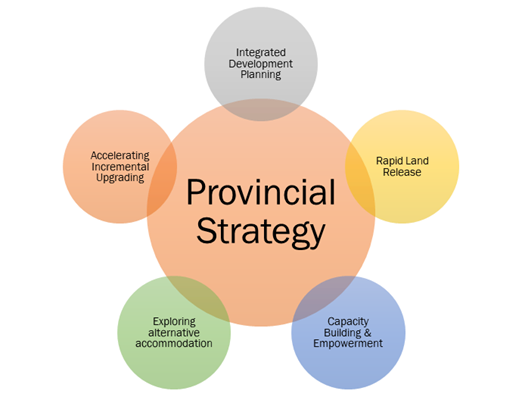 Integrated
Development
Planning
Accelerating
Incremental
Upgrading
Rapid Land
Release
Provincial
Strategy
Exploring
alternative
accommodation
Capacity
Building &
Empowerment